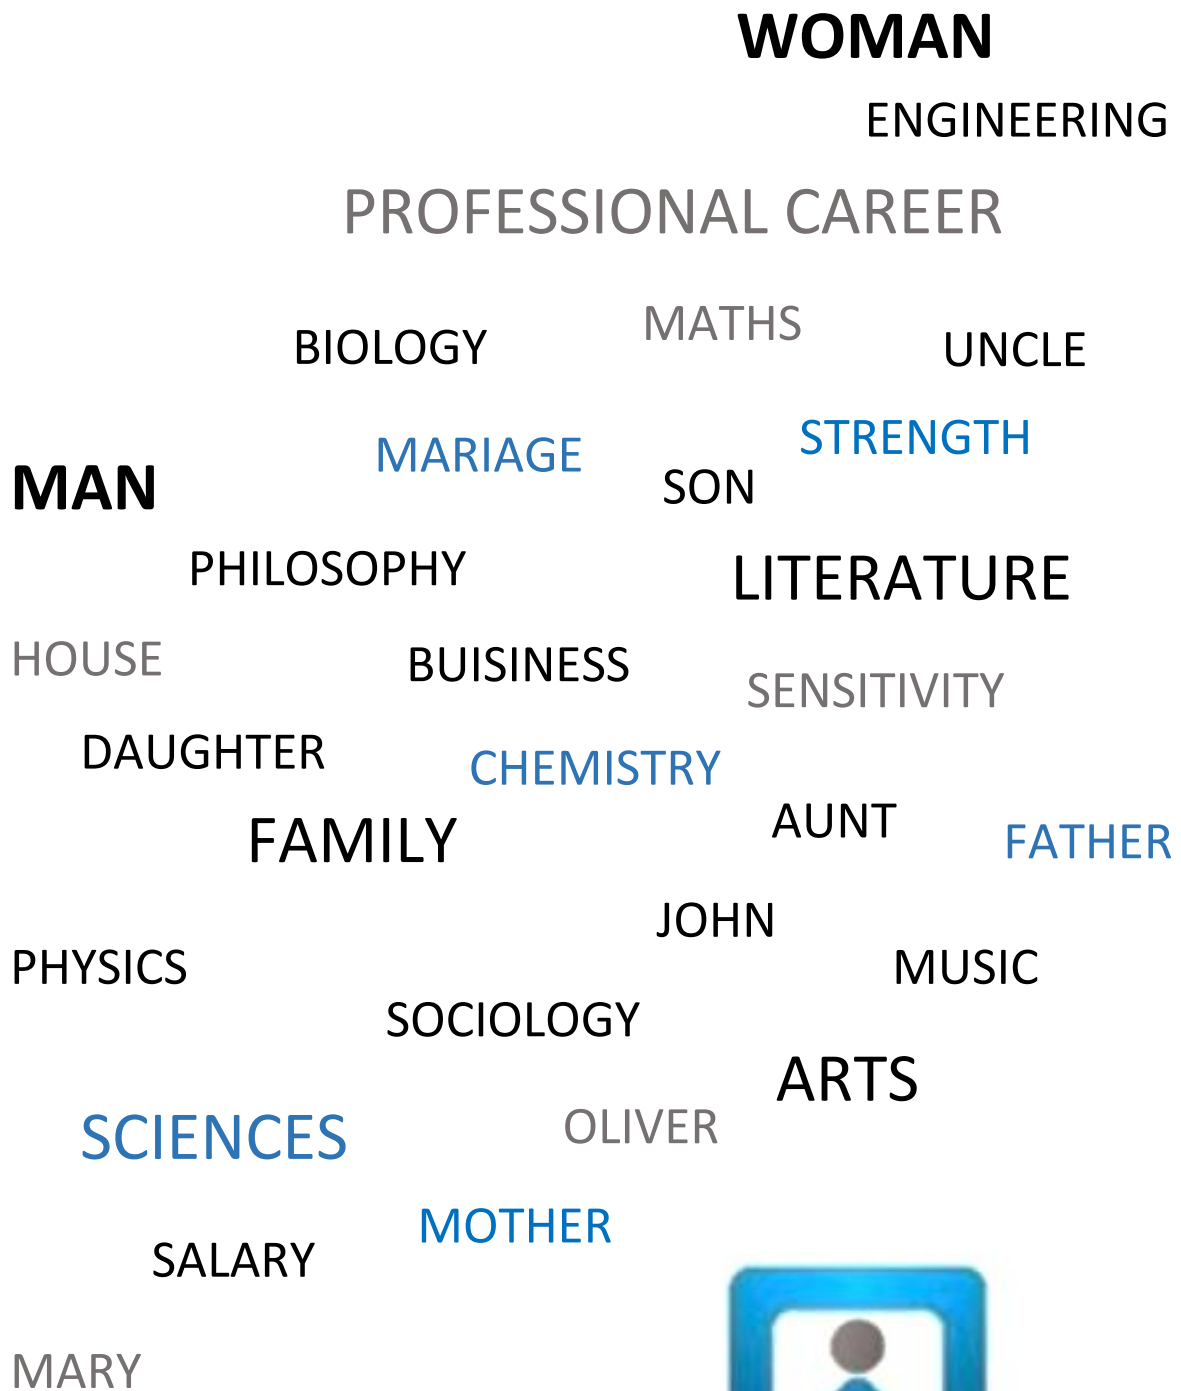 WOMAN
ENGINEERING
PROFESSIONAL CAREER
MATHS
BIOLOGY
UNCLE
STRENGTH
MARIAGE
MAN
SON
PHILOSOPHY
LITERATURE
HOUSE
BUISINESS
SENSITIVITY
DAUGHTER
CHEMISTRY
AUNT
FAMILY
FATHER
JOHN
PHYSICS
MUSIC
SOCIOLOGY
ARTS
OLIVER
SCIENCES
MOTHER
SALARY
MARY